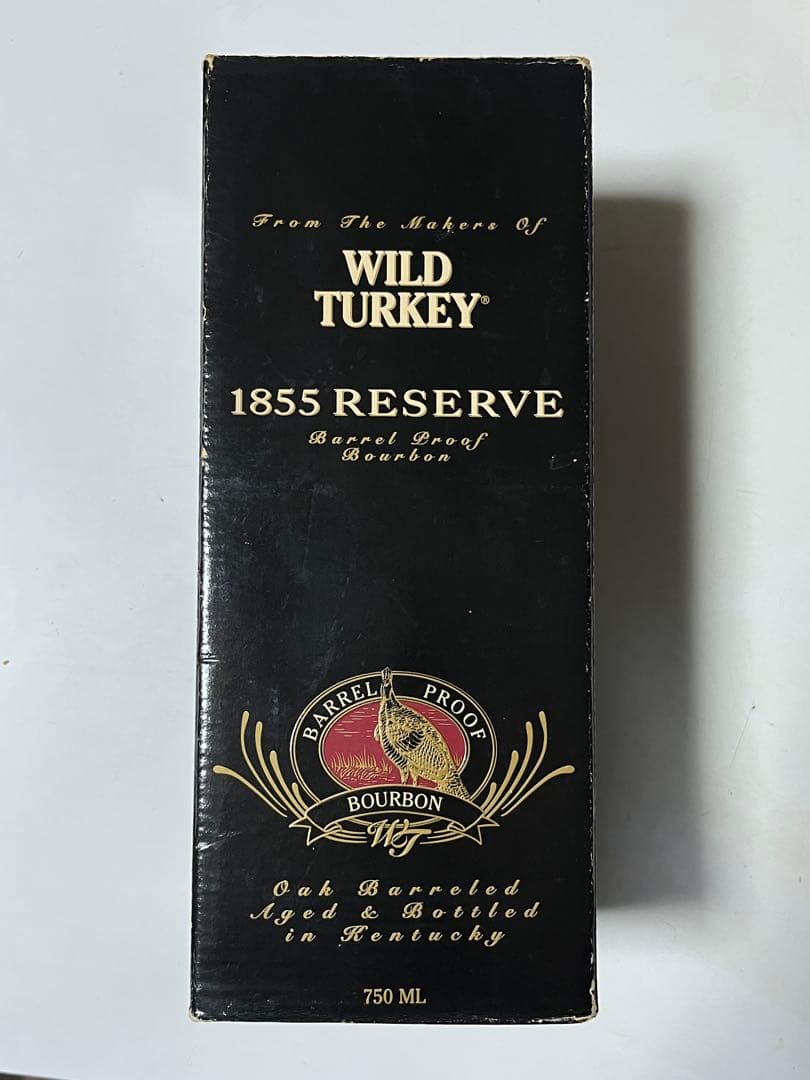 From The Makers Of
WILD
TURKEY®
1855 RESERVE
Barrel Proof
Bourbon
BARREL PROOF
BOURBON
WT
Oak Barreled
Aged & Bottled
in Kentucky
750 ML